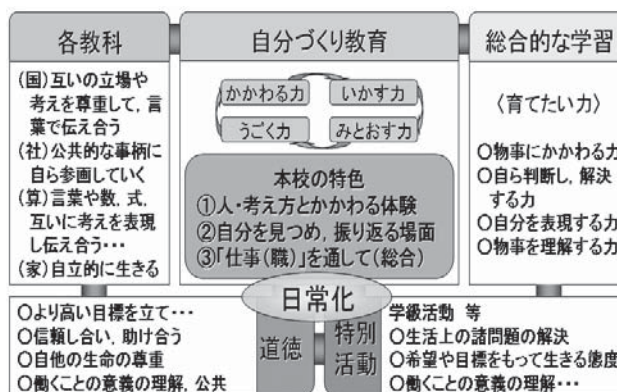 各教科
(国)互いの立場や
考えを尊重して,言
葉で伝え合う
(社)公共的な事柄に
自ら参画していく
(算)言葉や数,式,
互いに考えを表現
し伝え合う・・・
(家)自立的に生きる
自分づくり教育
かかわる力
いかす力
うごく力
みとおす力
本校の特色
①人・考え方とかかわる体験
②自分を見つめ,振り返る場面
③「仕事(職)」を通して(総合)
総合的な学習
〈育てたい力〉
○物事にかかわる力
○自ら判断し,解決
する力
○自分を表現する力
○物事を理解する力
日常化
○より高い目標を立て・・・
○信頼し合い,助け合う
○自他の生命の尊重
○働くことの意義の理解,公共
道徳
特別
活動
学級活動 等
○生活上の諸問題の解決
○希望や目標をもって生きる態度
○働くことの意義の理解・・・